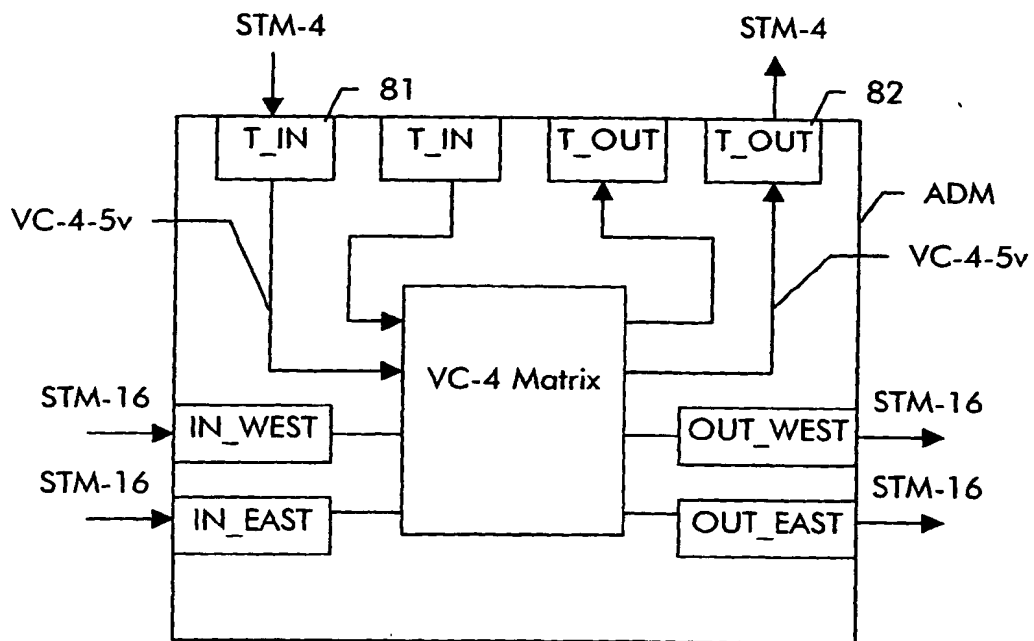 STM-4 STM-4
81 82
T_IN T_IN T_OUT T_OUT
ADM
VC-4-5v VC-4-5v
VC-4 Matrix
STM-16 IN_WEST OUT_WEST STM-16
STM-16 IN_EAST OUT_EAST STM-16